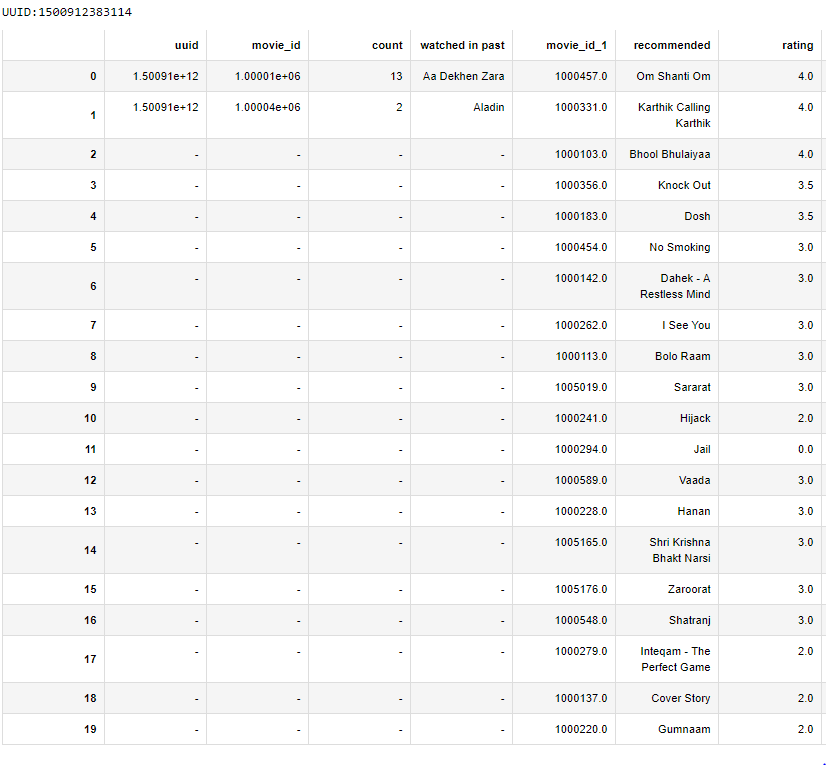 UUID:1500912383114
uuid movie_id count watched in past movie_id_1 recommended rating
0 1.50091e+12 1.00001e+06 13 Aa Dekhen Zara 1000457.0 Om Shanti Om 4.0
1 1.50091e+12 1.00004e+06 2 Aladin 1000331.0 Karthik Calling Karthik 4.0
2 - - - - 1000103.0 Bhool Bhulaiyaa 4.0
3 - - - - 1000356.0 Knock Out 3.5
4 - - - - 1000183.0 Dosh 3.5
5 - - - - 1000454.0 No Smoking 3.0
6 - - - - 1000142.0 Dahek - A Restless Mind 3.0
7 - - - - 1000262.0 I See You 3.0
8 - - - - 1000113.0 Bolo Raam 3.0
9 - - - - 1005019.0 Sararat 3.0
10 - - - - 1000241.0 Hijack 2.0
11 - - - - 1000294.0 Jail 0.0
12 - - - - 1000589.0 Vaada 3.0
13 - - - - 1000228.0 Hanan 3.0
14 - - - - 1005165.0 Shri Krishna Bhakt Narsi 3.0
15 - - - - 1005176.0 Zaroorat 3.0
16 - - - - 1000548.0 Shatranj 3.0
17 - - - - 1000279.0 Inteqam - The Perfect Game 2.0
18 - - - - 1000137.0 Cover Story 2.0
19 - - - - 1000220.0 Gumnaam 2.0